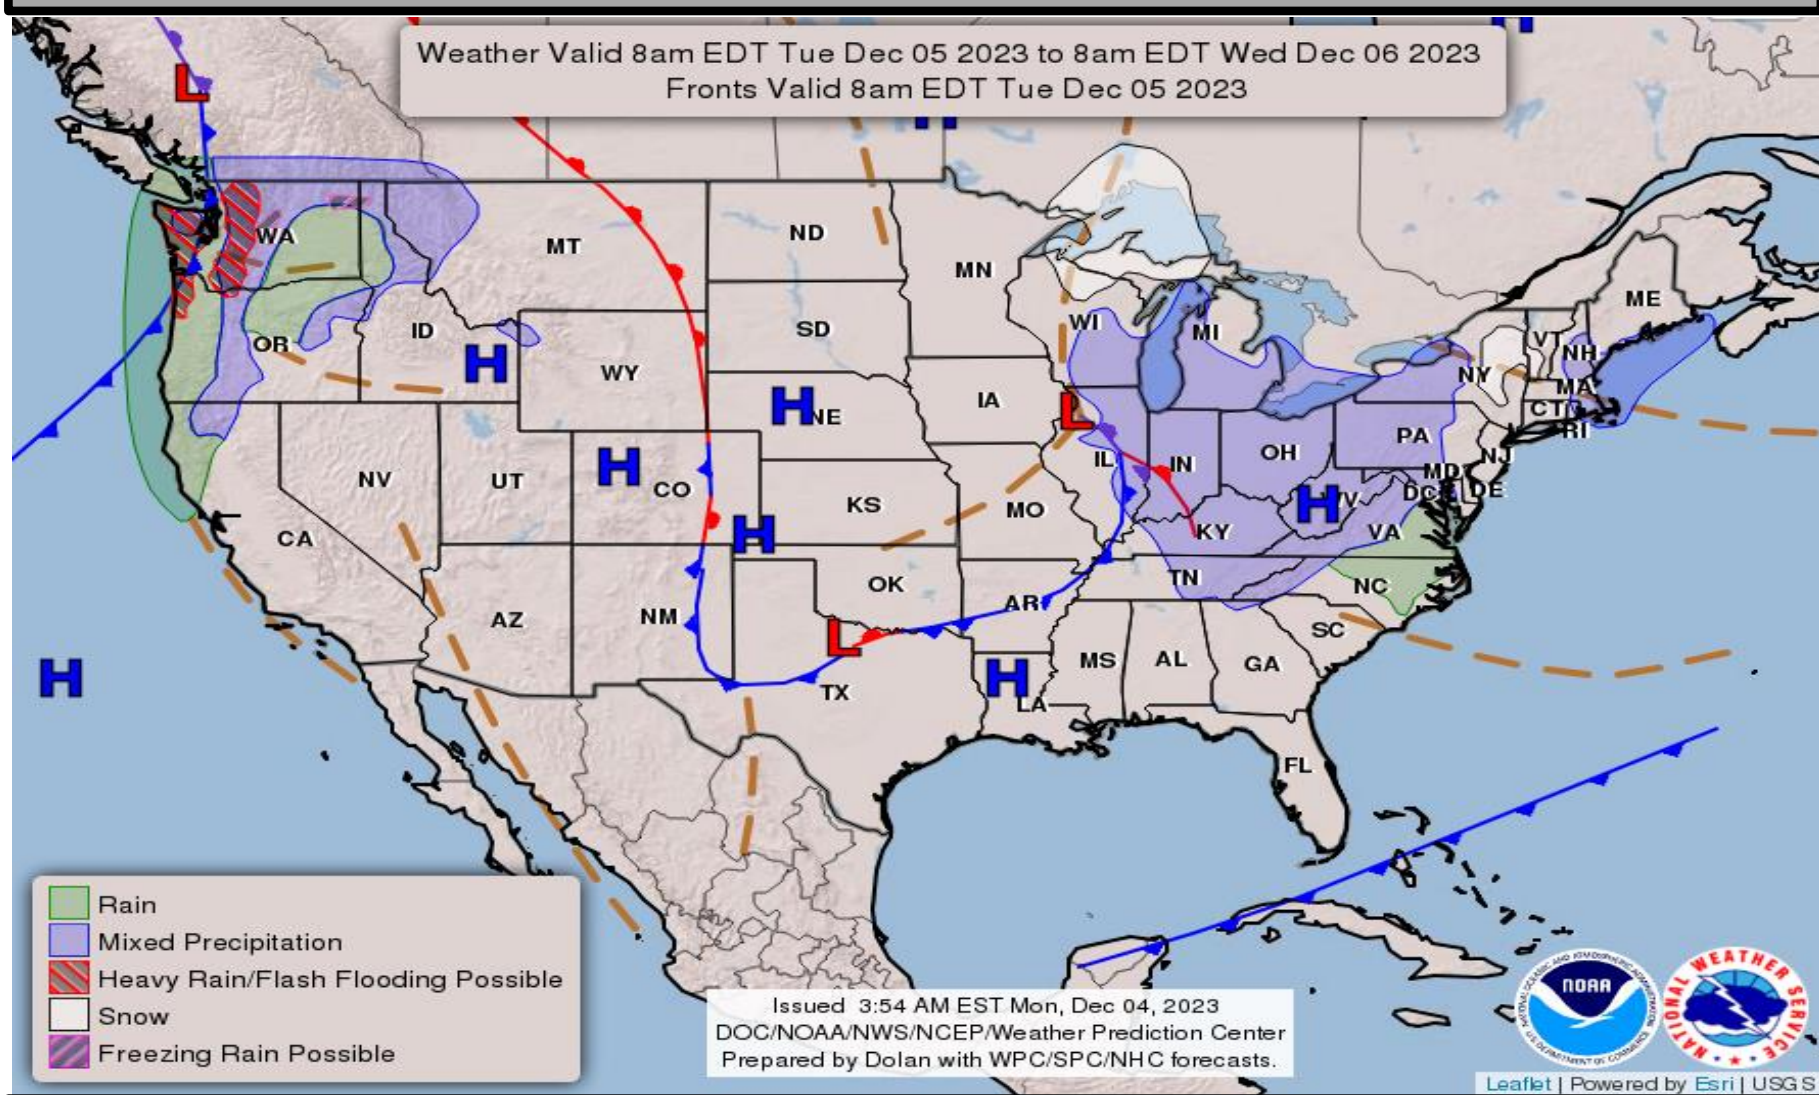 Weather Valid 8am EDT Tue Dec 05 2023 to 8am EDT Wed Dec 06 2023
Fronts Valid 8am EDT Tue Dec 05 2023
H
H
L
WA
MT
ND
MN
ME
OR
ID
H
WY
SD
WI
MI
VT
NH
NY
MA
CT
RI
H
NE
IA
L
PA
NJ
NV
UT
H
CO
KS
MO
IL
IN
OH
MD
DC
DE
H
WV
VA
CA
H
KY
AZ
NM
OK
AR
TN
NC
SC
H
L
TX
H
LA
MS
AL
GA
FL
Rain
Mixed Precipitation
Heavy Rain/Flash Flooding Possible
Snow
Freezing Rain Possible
Issued 3:54 AM EST Mon, Dec 04, 2023
DOC/NOAA/NWS/NCEP/Weather Prediction Center
Prepared by Dolan with WPC/SPC/NHC forecasts.
NOAA
NATIONAL WEATHER SERVICE
Leaflet | Powered by Esri | USGS